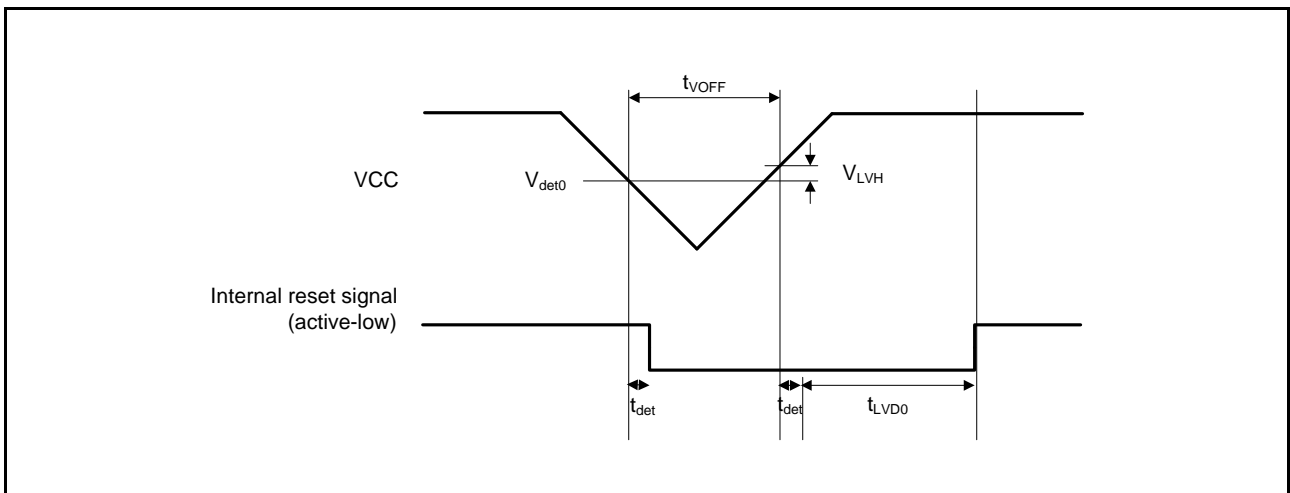 tVOFF
VCC
Vdet0
VLVH
Internal reset signal
(active-low)
tdet
tdet
tLVD0